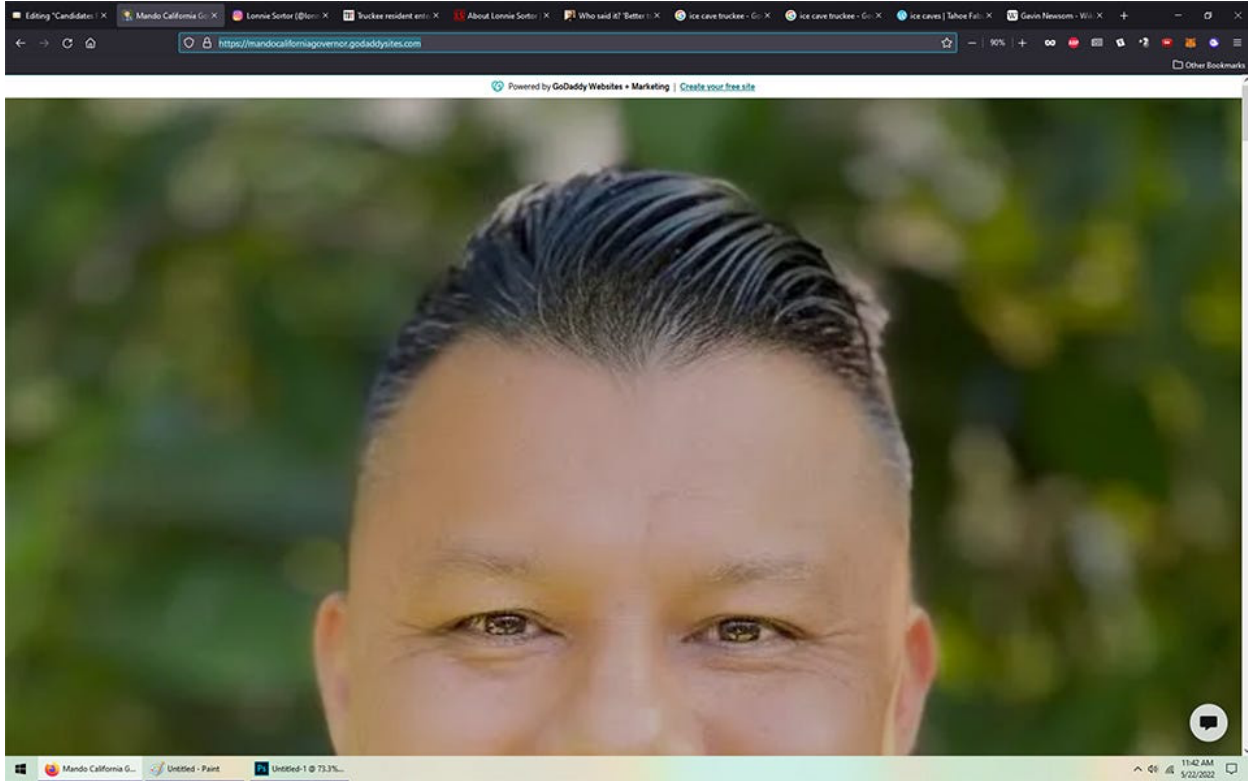 Editing "Candidates:
Mando California Go
Lonnie Sortor (@lonn
Truckee resident ente
About Lonnie Sortor |
Who said it? 'Better t
ice cave truckee - Go
ice cave truckee - Go
ice caves | Tahoe Fab
Gavin Newsom - Wik
https://mandocaliforniagovernor.godaddysites.com
90%
Other Bookmarks
Powered by GoDaddy Websites + Marketing | Create your free site
Mando California G...
Untitled - Paint
Ps Untitled-1 @ 73.3%...
11:42 AM
5/22/2022